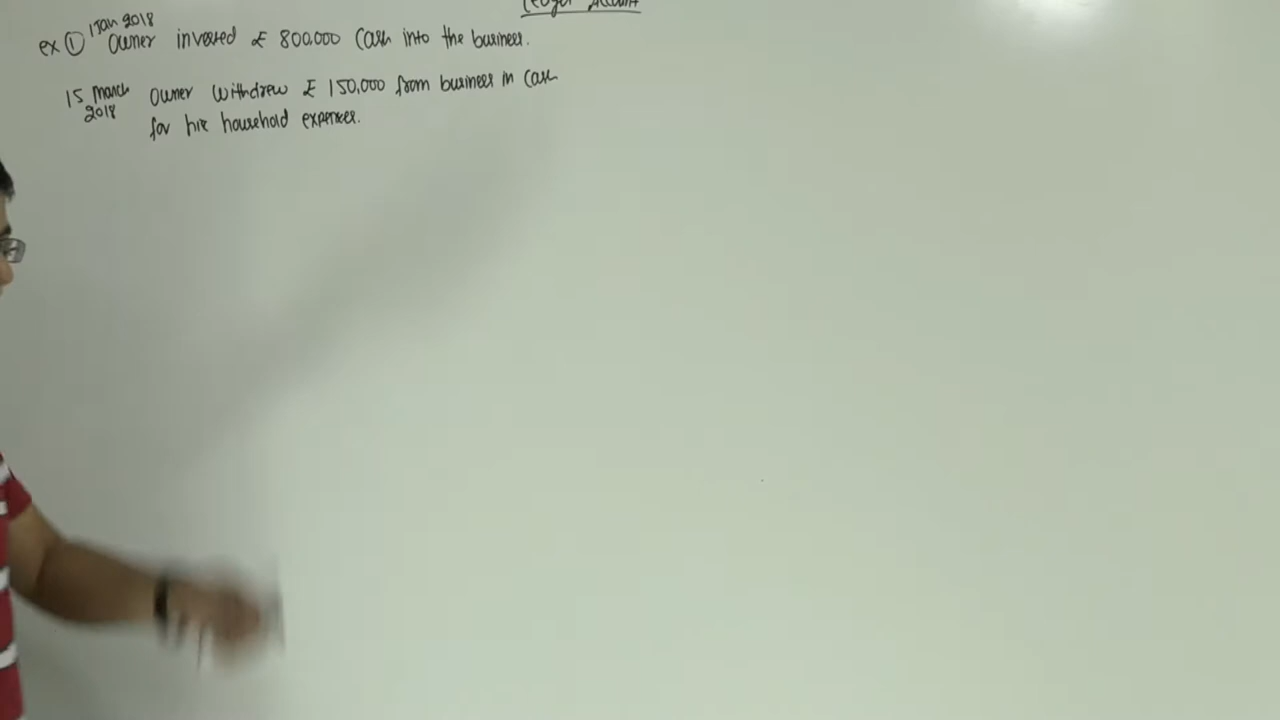 Ledger Account
ex ① 1 Jan 2018 Owner invested £ 800,000 Cash into the business.
15 March 2018 Owner withdrew £ 150,000 from business in Cash
for his household expenses.